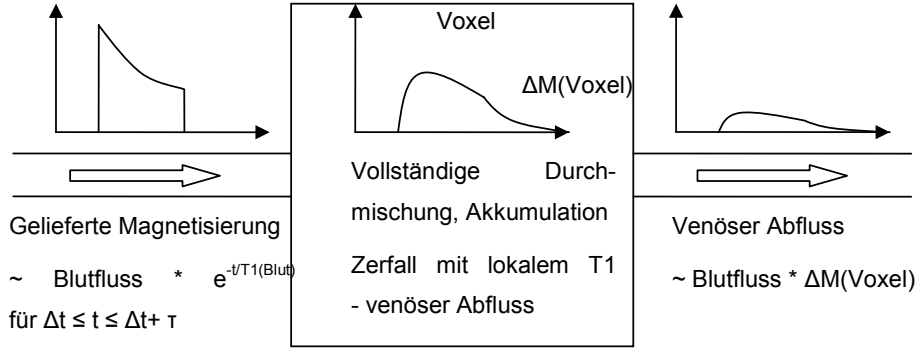 Voxel
ΔM(Voxel)
Gelieferte Magnetisierung
~ Blutfluss * e^-t/T1(Blut)
für Δt ≤ t ≤ Δt+ τ
Vollständige Durch-
mischung, Akkumulation
Zerfall mit lokalem T1
- venöser Abfluss
Venöser Abfluss
~ Blutfluss * ΔM(Voxel)